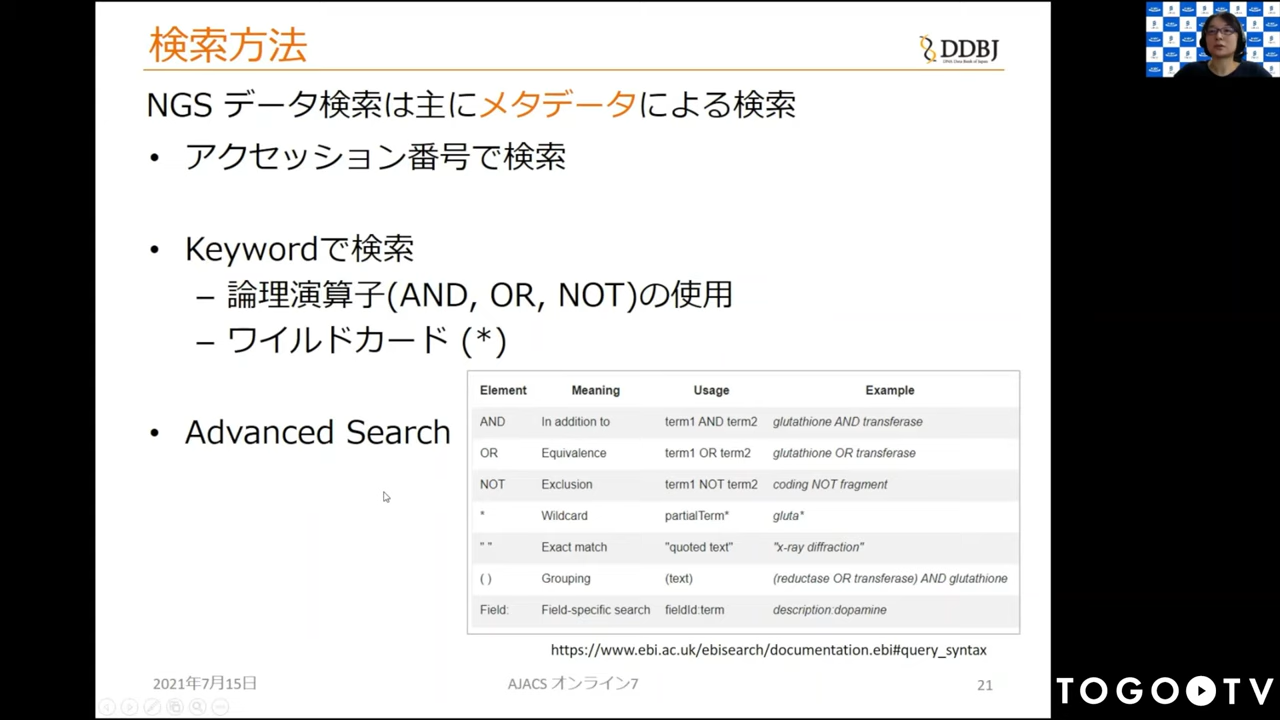 検索方法
DDBJ
DNA Data Bank of Japan
NGS データ検索は主にメタデータによる検索
• アクセッション番号で検索
• Keywordで検索
– 論理演算子(AND, OR, NOT)の使用
– ワイルドカード (*)
• Advanced Search
Element Meaning Usage Example
AND In addition to term1 AND term2 glutathione AND transferase
OR Equivalence term1 OR term2 glutathione OR transferase
NOT Exclusion term1 NOT term2 coding NOT fragment
* Wildcard partialTerm* gluta*
" " Exact match "quoted text" "x-ray diffraction"
( ) Grouping (text) (reductase OR transferase) AND glutathione
Field: Field-specific search fieldId:term description:dopamine
https://www.ebi.ac.uk/ebisearch/documentation.ebi#query_syntax
2021年7月15日 AJACS オンライン7 21
TOGO TV